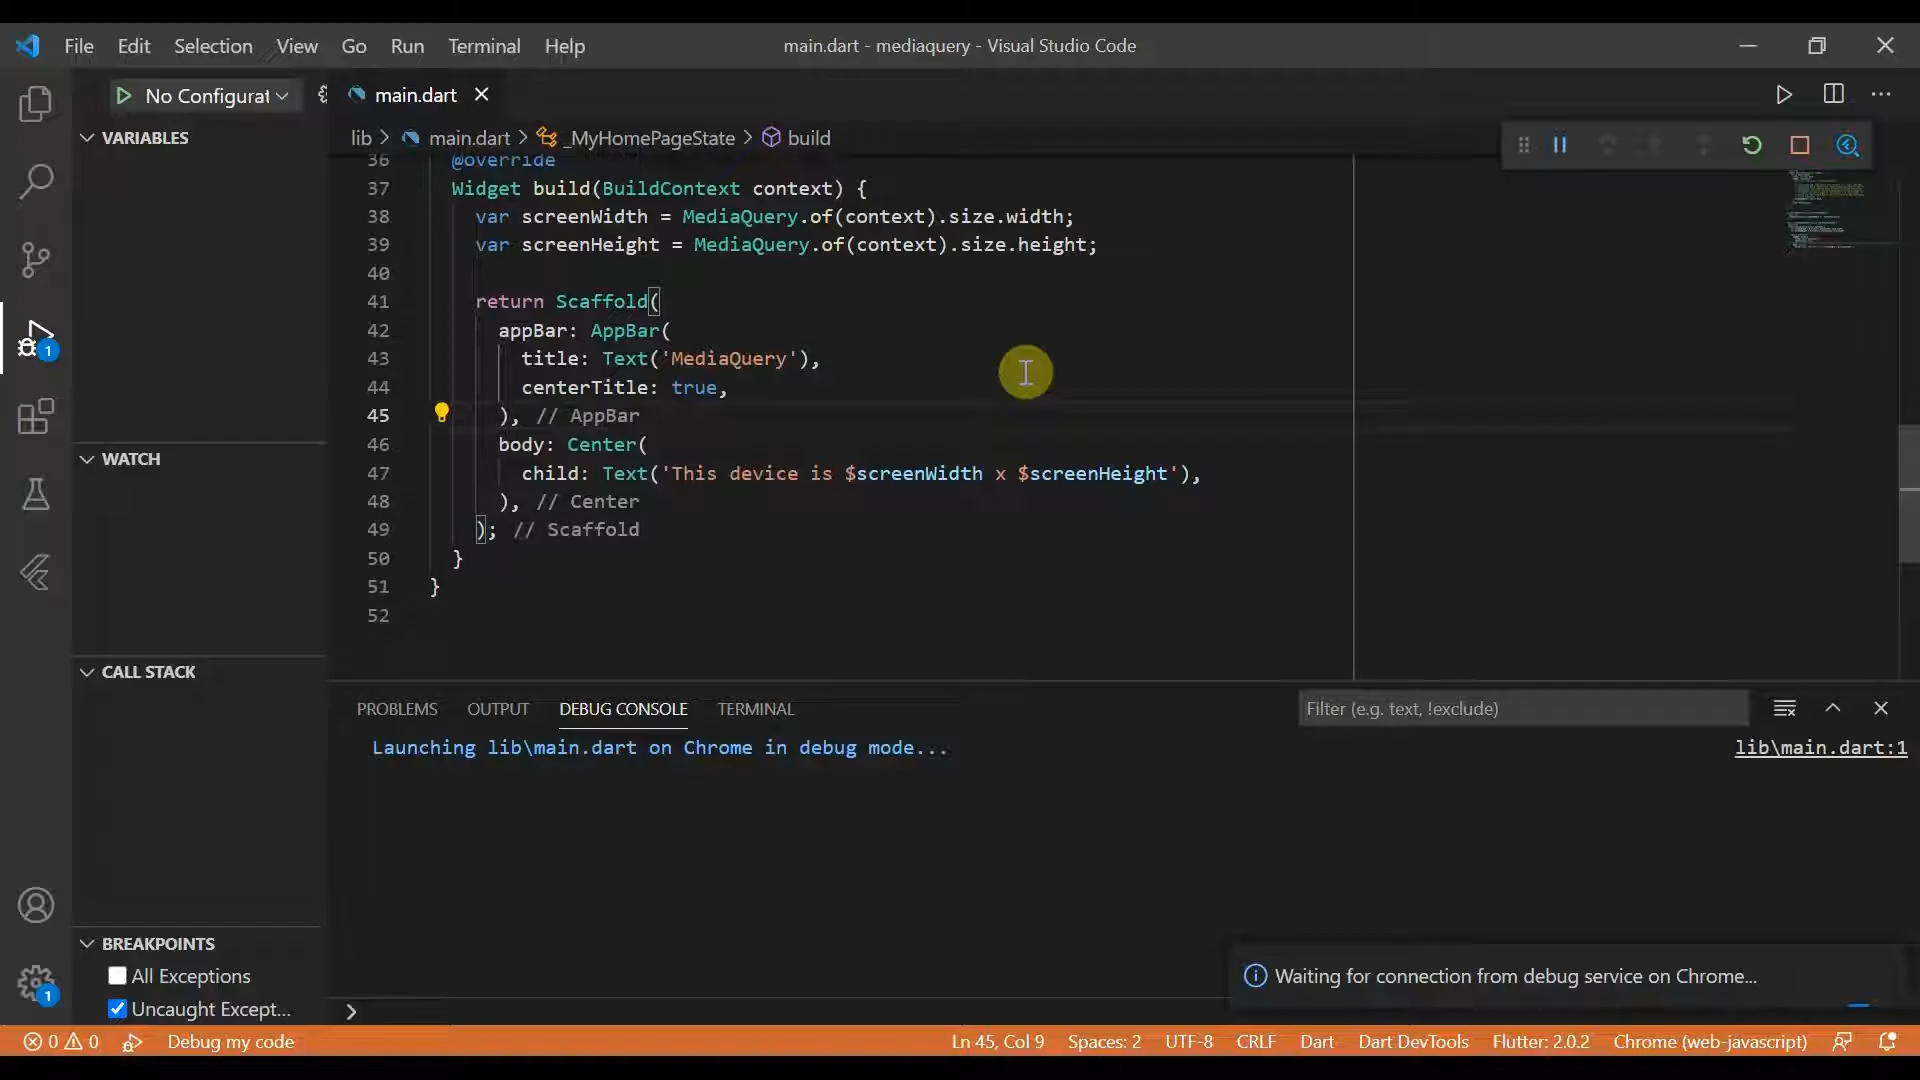 File Edit Selection View Go Run Terminal Help
main.dart - mediaquery - Visual Studio Code
No Configurat
main.dart
VARIABLES
lib > main.dart > _MyHomePageState > build
36 @override
37 Widget build(BuildContext context) {
38 var screenWidth = MediaQuery.of(context).size.width;
39 var screenHeight = MediaQuery.of(context).size.height;
40
41 return Scaffold(
42 appBar: AppBar(
43 title: Text('MediaQuery'),
44 centerTitle: true,
45 ), // AppBar
46 body: Center(
47 child: Text('This device is $screenWidth x $screenHeight'),
48 ), // Center
49 ); // Scaffold
50 }
51 }
52
WATCH
CALL STACK
PROBLEMS OUTPUT DEBUG CONSOLE TERMINAL
Filter (e.g. text, !exclude)
Launching lib\main.dart on Chrome in debug mode...
lib\main.dart:1
BREAKPOINTS
All Exceptions
Uncaught Except...
1
1
Waiting for connection from debug service on Chrome...
0 0 Debug my code Ln 45, Col 9 Spaces: 2 UTF-8 CRLF Dart Dart DevTools Flutter: 2.0.2 Chrome (web-javascript)